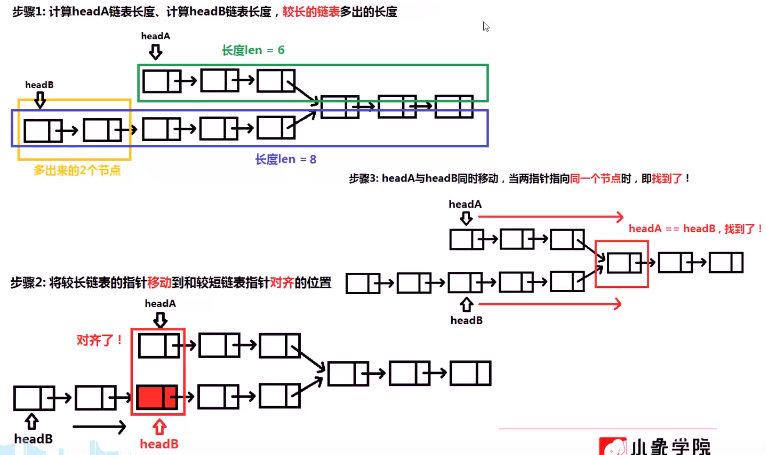 步骤1: 计算headA链表长度、计算headB链表长度，较长的链表多出的长度
headA
长度len = 6
headB
长度len = 8
多出来的2个节点
步骤3: headA与headB同时移动，当两指针指向同一个节点时，即找到了！
headA
headA == headB，找到了！
headB
步骤2: 将较长链表的指针移动到和较短链表指针对齐的位置
headA
对齐了！
headB
headB
小象学院